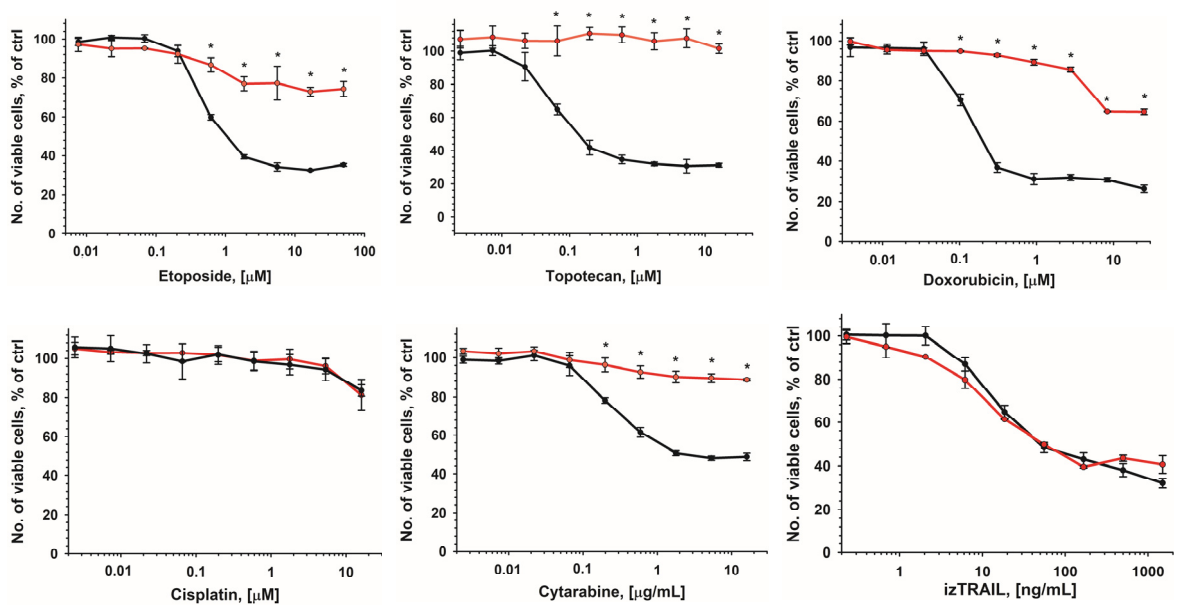 No. of viable cells, % of ctrl
120
100
80
60
40
20
0
* * * * *
0.01 0.1 1 10 100
Etoposide, [μM]
No. of viable cells, % of ctrl
120
100
80
60
40
20
0
* * * * * *
0.01 0.1 1 10
Topotecan, [μM]
No. of viable cells, % of ctrl
100
80
60
40
20
0
* * * * * *
0.01 0.1 1 10
Doxorubicin, [μM]
No. of viable cells, % of ctrl
100
80
60
40
20
0
0.01 0.1 1 10
Cisplatin, [μM]
No. of viable cells, % of ctrl
100
80
60
40
20
0
* * * * *
0.01 0.1 1 10
Cytarabine, [μg/mL]
No. of viable cells, % of ctrl
100
80
60
40
20
0
1 10 100 1000
izTRAIL, [ng/mL]